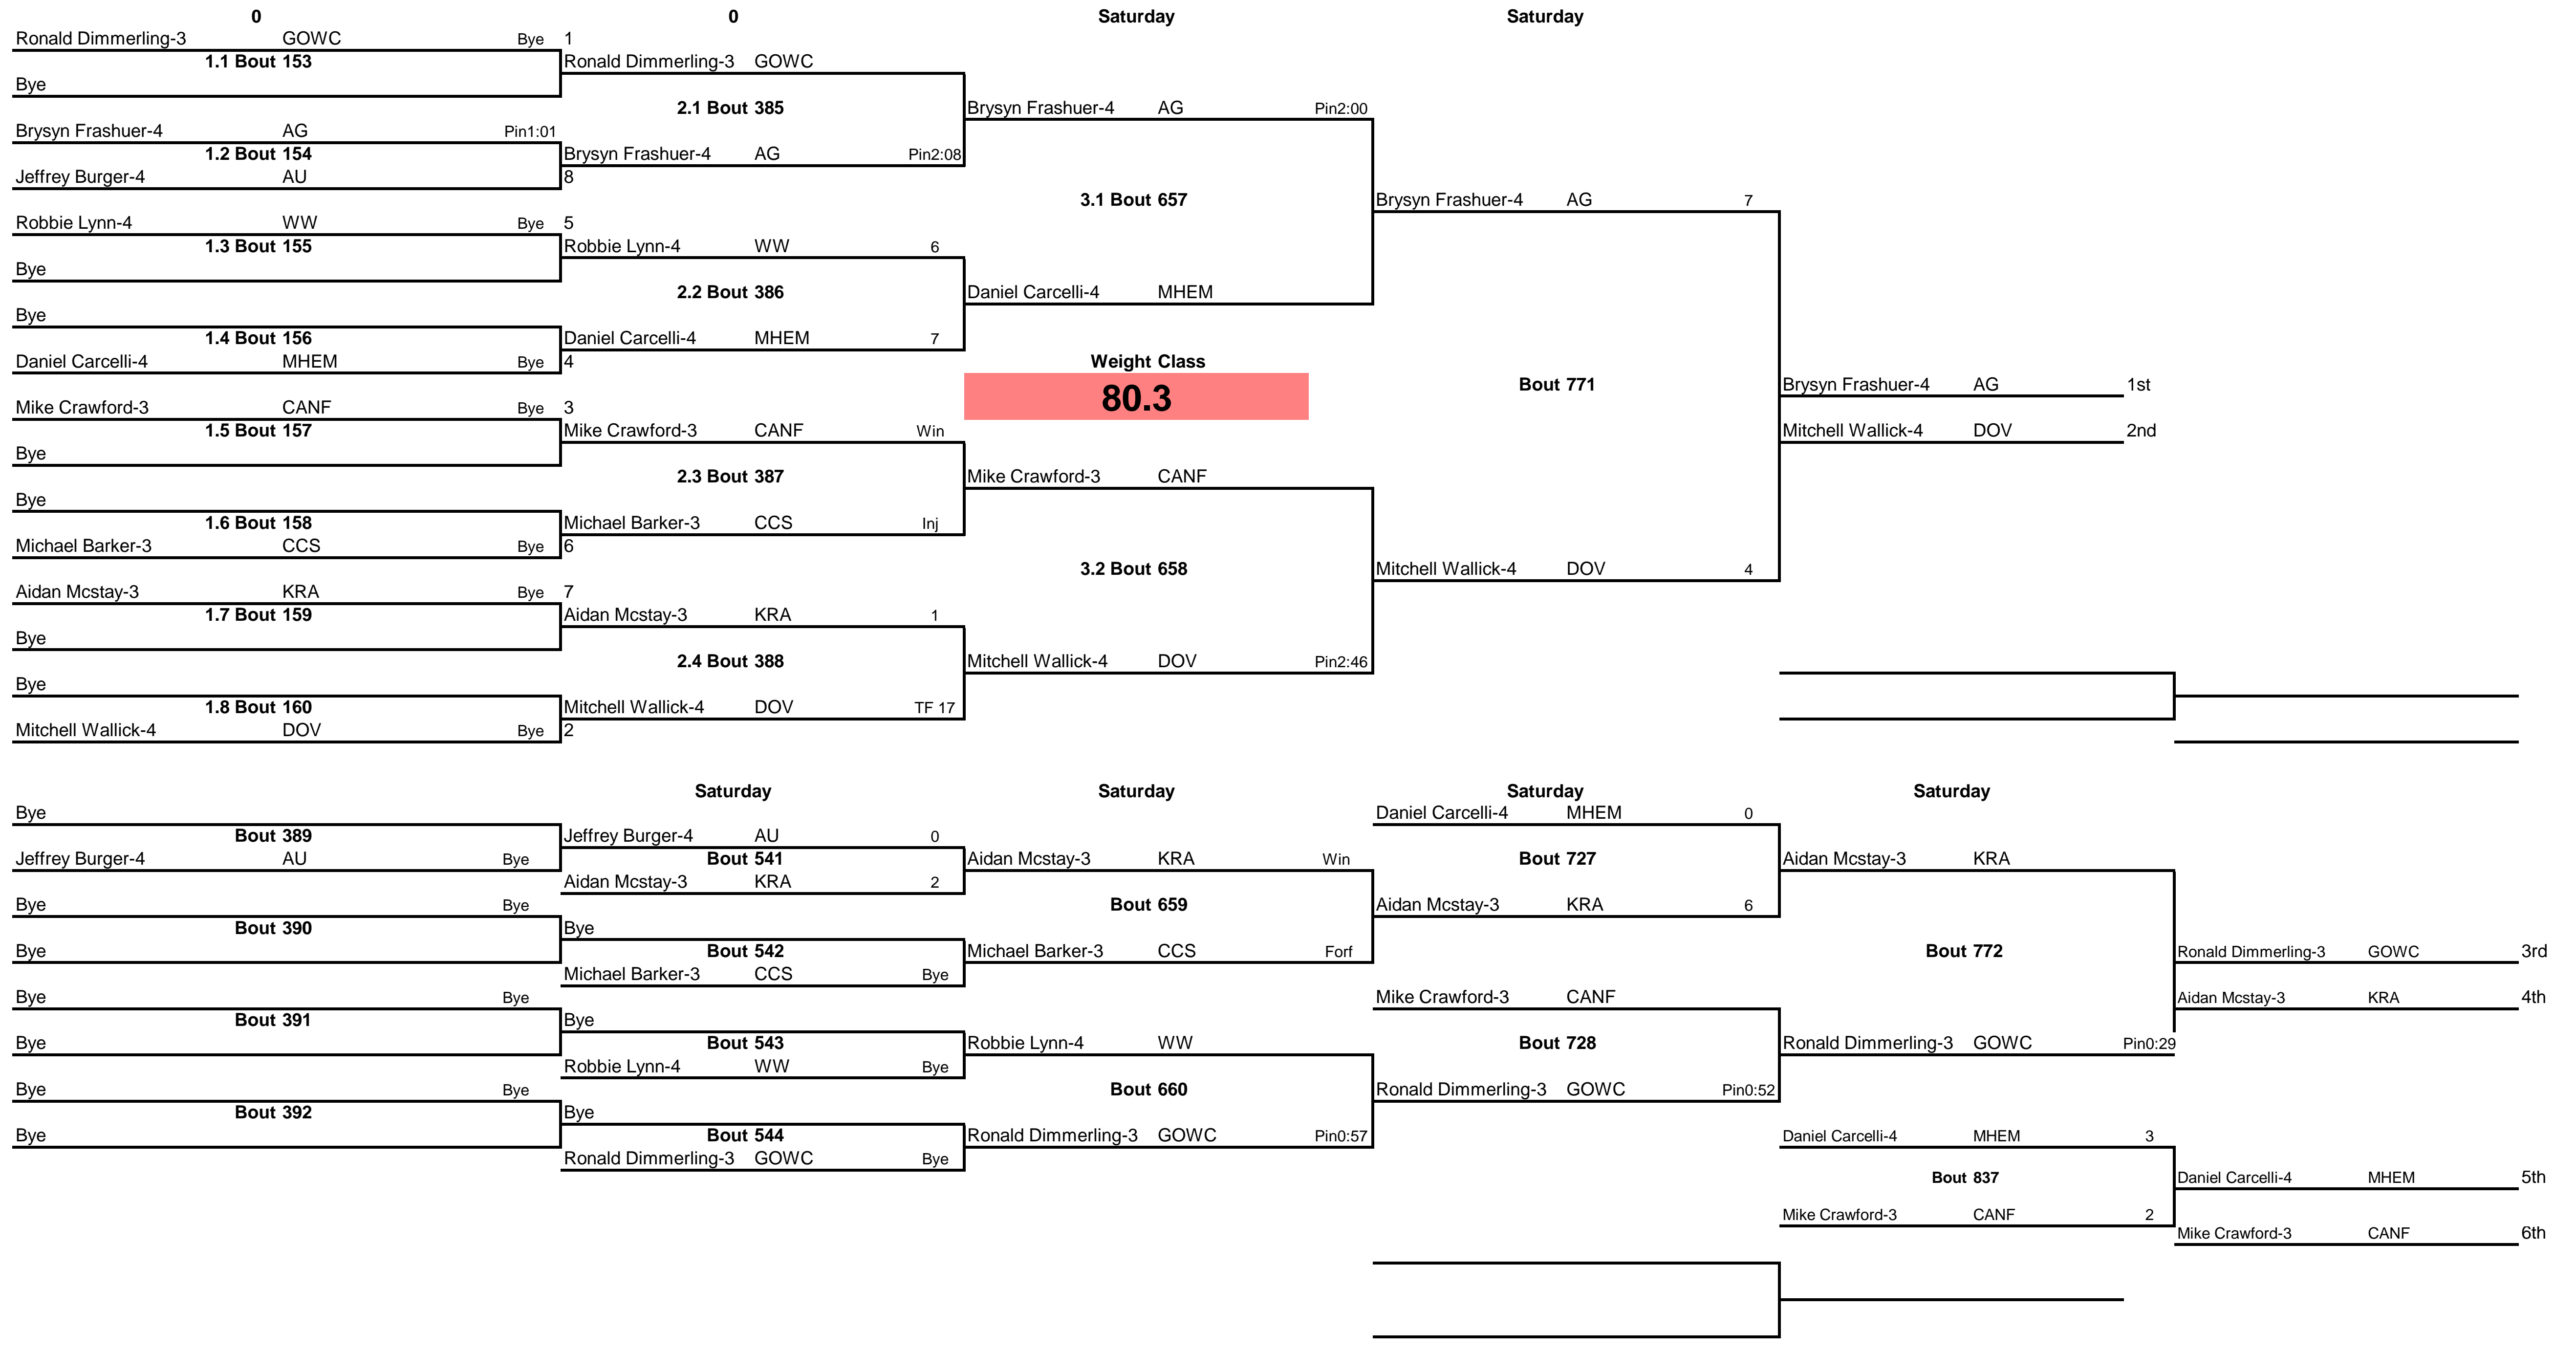 0 0 Saturday Saturday
Ronald Dimmerling-3 GOWC Bye 1
1.1 Bout 153 Ronald Dimmerling-3 GOWC
Bye
2.1 Bout 385 Brysyn Frashuer-4 AG Pin2:00
Brysyn Frashuer-4 AG Pin1:01
1.2 Bout 154 Brysyn Frashuer-4 AG Pin2:08
Jeffrey Burger-4 AU 8
3.1 Bout 657 Brysyn Frashuer-4 AG 7
Robbie Lynn-4 WW Bye 5
1.3 Bout 155 Robbie Lynn-4 WW 6
Bye
2.2 Bout 386 Daniel Carcelli-4 MHEM
Bye
1.4 Bout 156 Daniel Carcelli-4 MHEM 7
Daniel Carcelli-4 MHEM Bye 4 Weight Class
Bout 771 Brysyn Frashuer-4 AG 1st
80.3
Mike Crawford-3 CANF Bye 3
1.5 Bout 157 Mike Crawford-3 CANF Win Mitchell Wallick-4 DOV 2nd
Bye
2.3 Bout 387 Mike Crawford-3 CANF
Bye
1.6 Bout 158 Michael Barker-3 CCS Inj
Michael Barker-3 CCS Bye 6
3.2 Bout 658 Mitchell Wallick-4 DOV 4
Aidan Mcstay-3 KRA Bye 7
1.7 Bout 159 Aidan Mcstay-3 KRA 1
Bye
2.4 Bout 388 Mitchell Wallick-4 DOV Pin2:46
Bye
1.8 Bout 160 Mitchell Wallick-4 DOV TF 17
Mitchell Wallick-4 DOV Bye 2
Saturday Saturday Saturday Saturday
Bye Daniel Carcelli-4 MHEM 0
Bout 389 Jeffrey Burger-4 AU 0
Jeffrey Burger-4 AU Bye Bout 541 Aidan Mcstay-3 KRA Win Bout 727 Aidan Mcstay-3 KRA
Aidan Mcstay-3 KRA 2
Bye Bye Bout 659 Aidan Mcstay-3 KRA 6
Bout 390 Bye
Bye Bout 542 Michael Barker-3 CCS Forf Bout 772 Ronald Dimmerling-3 GOWC 3rd
Michael Barker-3 CCS Bye
Bye Bye Mike Crawford-3 CANF Aidan Mcstay-3 KRA 4th
Bout 391 Bye
Bye Bout 543 Robbie Lynn-4 WW Bout 728 Ronald Dimmerling-3 GOWC Pin0:29
Robbie Lynn-4 WW Bye
Bye Bye Bout 660 Ronald Dimmerling-3 GOWC Pin0:52
Bout 392 Bye
Bye Bout 544 Ronald Dimmerling-3 GOWC Pin0:57 Daniel Carcelli-4 MHEM 3
Ronald Dimmerling-3 GOWC Bye
Bout 837 Daniel Carcelli-4 MHEM 5th
Mike Crawford-3 CANF 2
Mike Crawford-3 CANF 6th